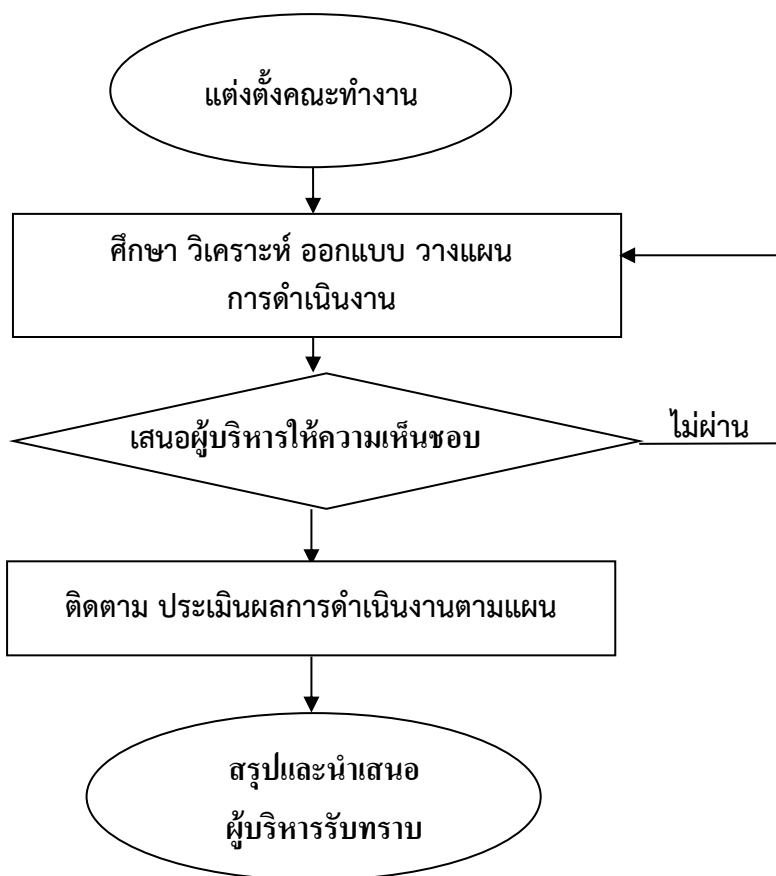 แต่งตั้งคณะทำงาน
ศึกษา วิเคราะห์ ออกแบบ วางแผน
การดำเนินงาน
เสนอผู้บริหารให้ความเห็นชอบ
ไม่ผ่าน
ติดตาม ประเมินผลการดำเนินงานตามแผน
สรุปและนำเสนอ
ผู้บริหารรับทราบ